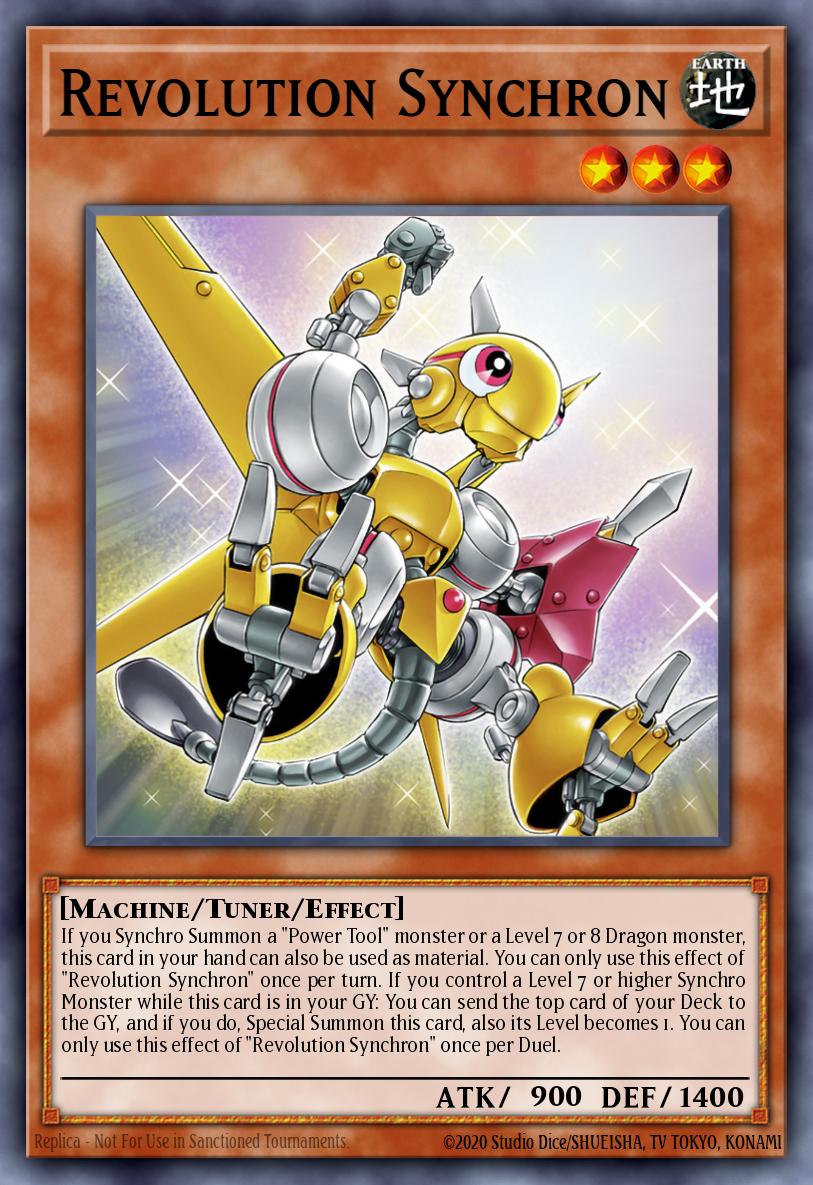 Revolution Synchron
EARTH
地
[Machine/Tuner/Effect]
If you Synchro Summon a "Power Tool" monster or a Level 7 or 8 Dragon monster,
this card in your hand can also be used as material. You can only use this effect of
"Revolution Synchron" once per turn. If you control a Level 7 or higher Synchro
Monster while this card is in your GY: You can send the top card of your Deck to
the GY, and if you do, Special Summon this card, also its Level becomes 1. You can
only use this effect of "Revolution Synchron" once per Duel.
ATK/ 900 DEF/1400
Replica - Not For Use in Sanctioned Tournaments.
©2020 Studio Dice/SHUEISHA, TV TOKYO, KONAMI